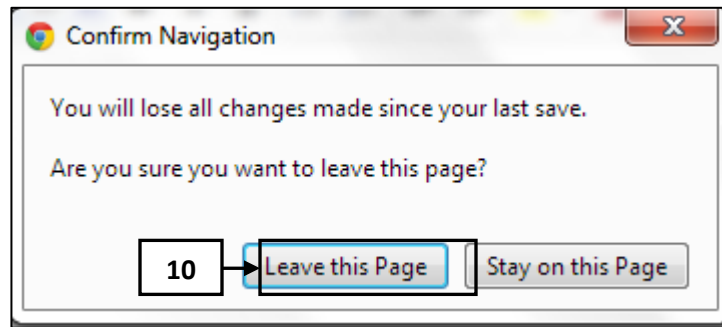 Confirm Navigation
You will lose all changes made since your last save.
Are you sure you want to leave this page?
10 Leave this Page Stay on this Page